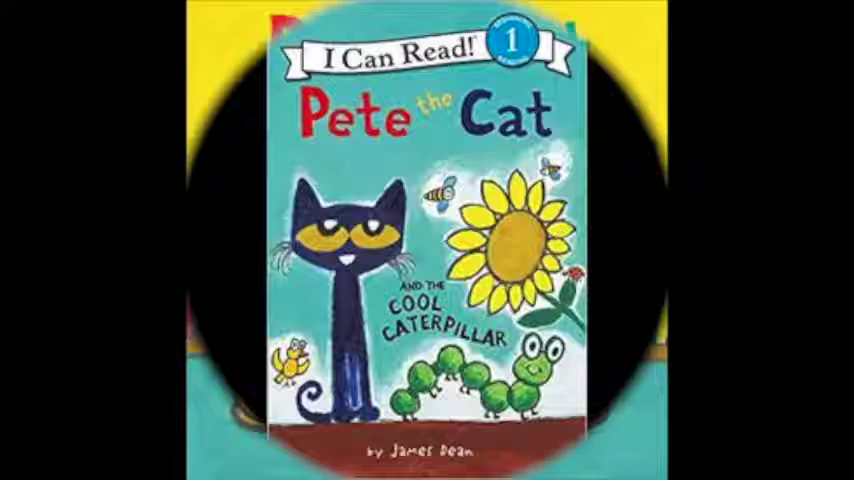 I Can Read!
1
Pete the Cat
AND THE
COOL
CATERPILLAR
by James Dean